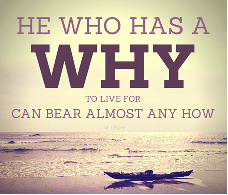 HE WHO HAS A
WHY
TO LIVE FOR
CAN BEAR ALMOST ANY HOW